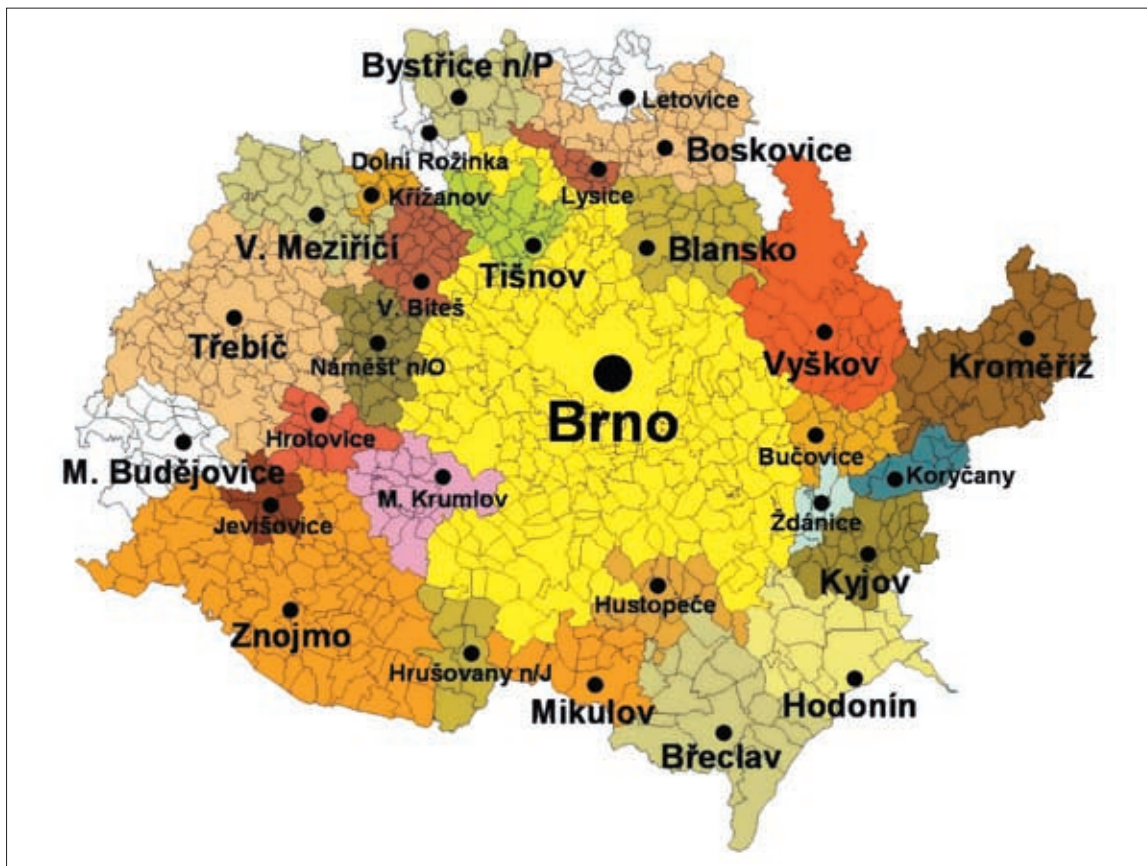 Bystřice n/P
Letovice
Dolní Rožinka
Boskovice
Lysice
Křižanov
V. Meziříčí
Tišnov
Blansko
V. Biteš
Třebíč
Náměšť n/O
Vyškov
Kroměříž
Brno
Hrotovice
Bučovice
M. Budějovice
M. Krumlov
Koryčany
Jevišovice
Ždánice
Kyjov
Hustopeče
Znojmo
Hrušovany n/J
Mikulov
Hodonín
Břeclav